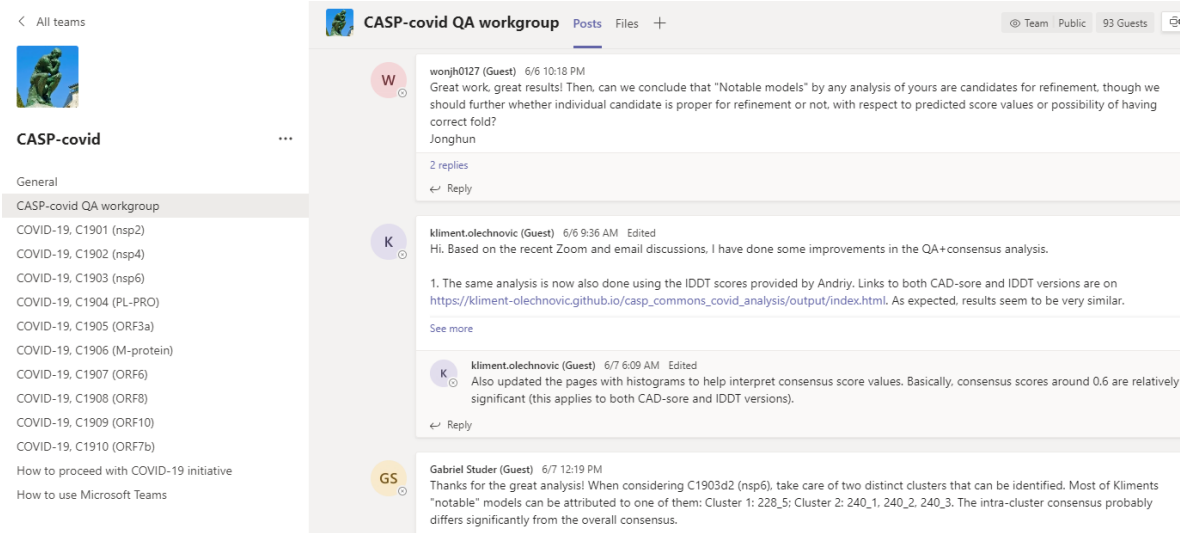 All teams
CASP-covid
General
CASP-covid QA workgroup
COVID-19, C1901 (nsp2)
COVID-19, C1902 (nsp4)
COVID-19, C1903 (nsp6)
COVID-19, C1904 (PL-PRO)
COVID-19, C1905 (ORF3a)
COVID-19, C1906 (M-protein)
COVID-19, C1907 (ORF6)
COVID-19, C1908 (ORF8)
COVID-19, C1909 (ORF10)
COVID-19, C1910 (ORF7b)
How to proceed with COVID-19 initiative
How to use Microsoft Teams
CASP-covid QA workgroup Posts Files
Team Public 93 Guests
W
wonjh0127 (Guest) 6/6 10:18 PM
Great work, great results! Then, can we conclude that "Notable models" by any analysis of yours are candidates for refinement, though we
should further whether individual candidate is proper for refinement or not, with respect to predicted score values or possibility of having
correct fold?
Jonghun
2 replies
Reply
K
kliment.olechnovic (Guest) 6/6 9:36 AM Edited
Hi. Based on the recent Zoom and email discussions, I have done some improvements in the QA+consensus analysis.
1. The same analysis is now also done using the lDDT scores provided by Andriy. Links to both CAD-sore and lDDT versions are on
https://kliment-olechnovic.github.io/casp_commons_covid_analysis/output/index.html. As expected, results seem to be very similar.
See more
K
kliment.olechnovic (Guest) 6/7 6:09 AM Edited
Also updated the pages with histograms to help interpret consensus score values. Basically, consensus scores around 0.6 are relatively
significant (this applies to both CAD-sore and lDDT versions).
Reply
GS
Gabriel Studer (Guest) 6/7 12:19 PM
Thanks for the great analysis! When considering C1903d2 (nsp6), take care of two distinct clusters that can be identified. Most of Kliments
"notable" models can be attributed to one of them: Cluster 1: 228_5; Cluster 2: 240_1, 240_2, 240_3. The intra-cluster consensus probably
differs significantly from the overall consensus.